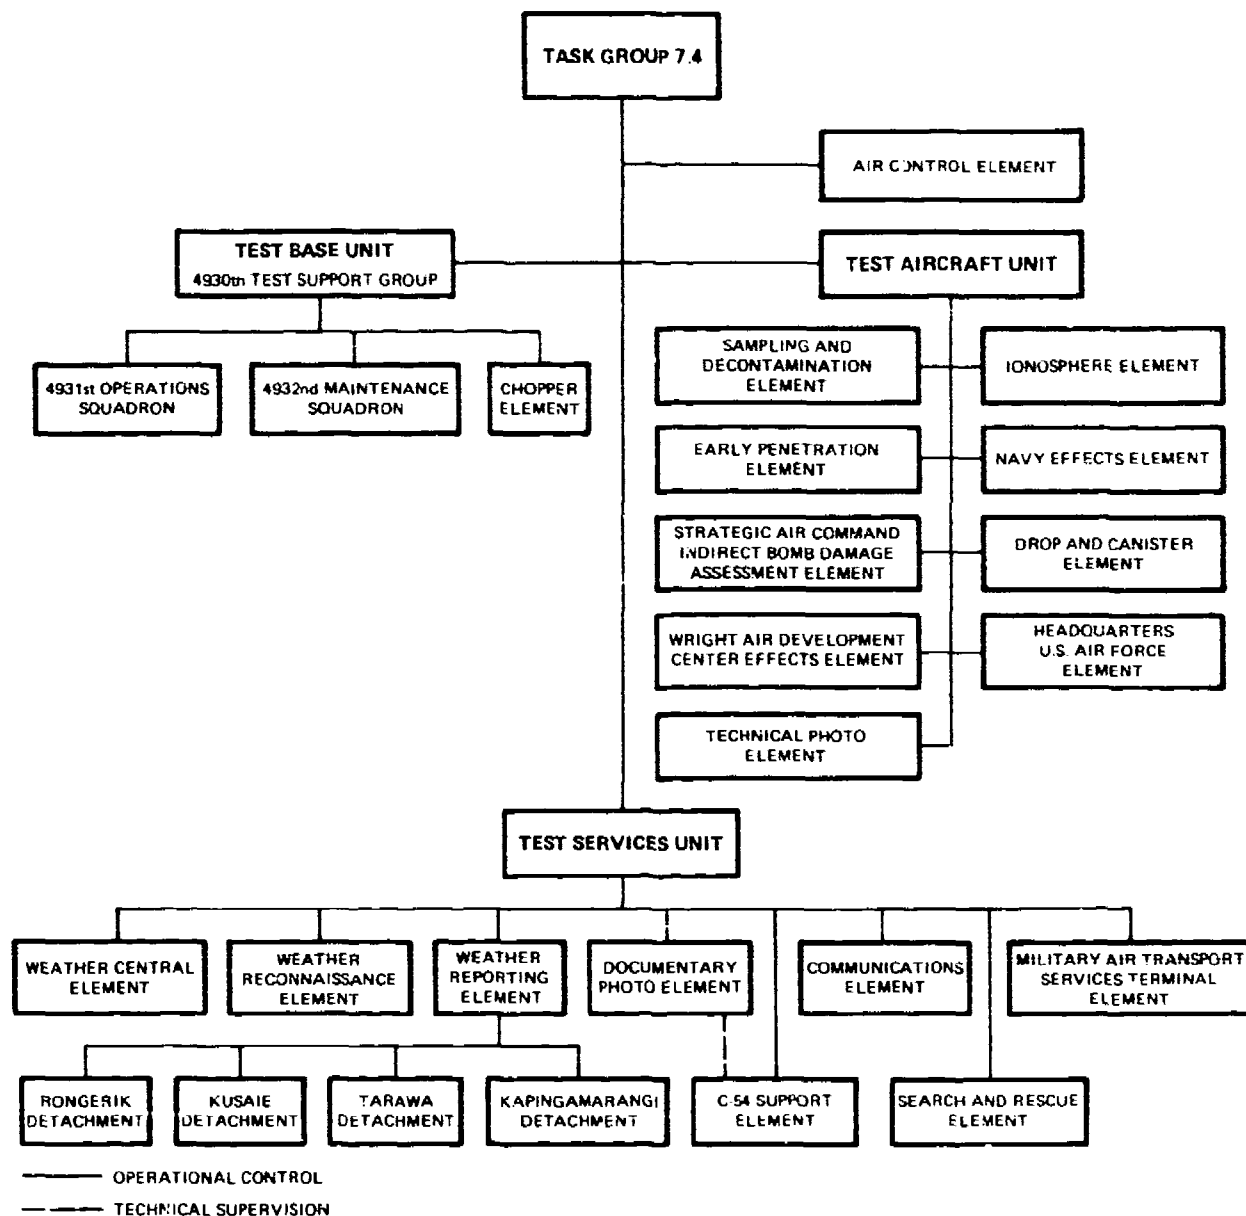 TASK GROUP 7.4
AIR CONTROL ELEMENT
TEST BASE UNIT
4930th TEST SUPPORT GROUP
TEST AIRCRAFT UNIT
4931st OPERATIONS
SQUADRON
4932nd MAINTENANCE
SQUADRON
CHOPPER
ELEMENT
SAMPLING AND
DECONTAMINATION
ELEMENT
IONOSPHERE ELEMENT
EARLY PENETRATION
ELEMENT
NAVY EFFECTS ELEMENT
STRATEGIC AIR COMMAND
INDIRECT BOMB DAMAGE
ASSESSMENT ELEMENT
DROP AND CANISTER
ELEMENT
WRIGHT AIR DEVELOPMENT
CENTER EFFECTS ELEMENT
HEADQUARTERS
U.S. AIR FORCE
ELEMENT
TECHNICAL PHOTO
ELEMENT
TEST SERVICES UNIT
WEATHER CENTRAL
ELEMENT
WEATHER
RECONNAISSANCE
ELEMENT
WEATHER
REPORTING
ELEMENT
DOCUMENTARY
PHOTO ELEMENT
COMMUNICATIONS
ELEMENT
MILITARY AIR TRANSPORT
SERVICES TERMINAL
ELEMENT
RONGERIK
DETACHMENT
KUSAIE
DETACHMENT
TARAWA
DETACHMENT
KAPINGAMARANGI
DETACHMENT
C-54 SUPPORT
ELEMENT
SEARCH AND RESCUE
ELEMENT
OPERATIONAL CONTROL
TECHNICAL SUPERVISION